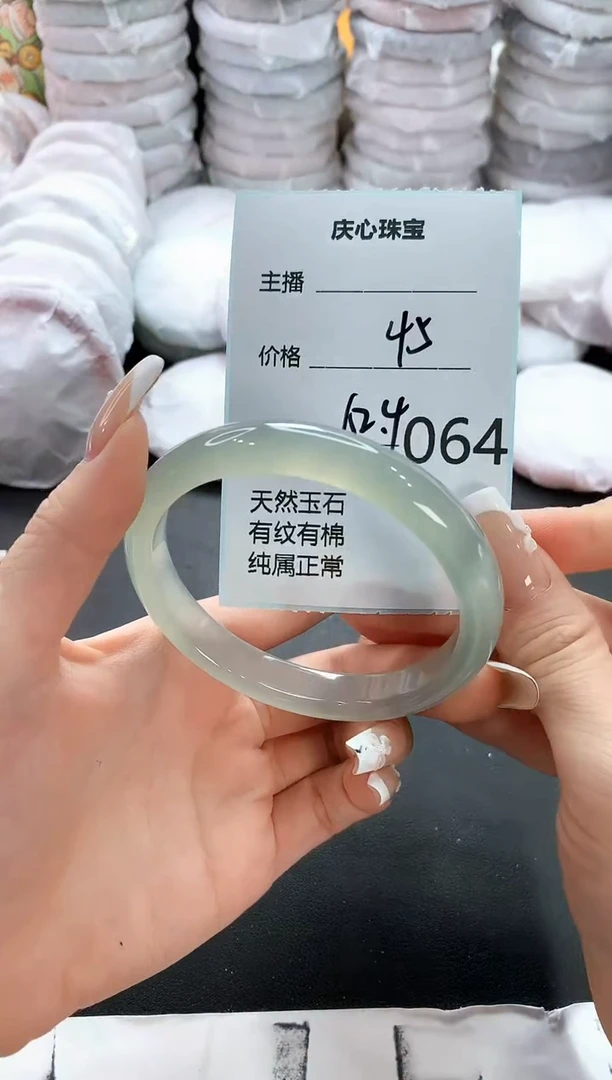 庆心珠宝
主播
价格 45
064
天然玉石
有纹有棉
纯属正常